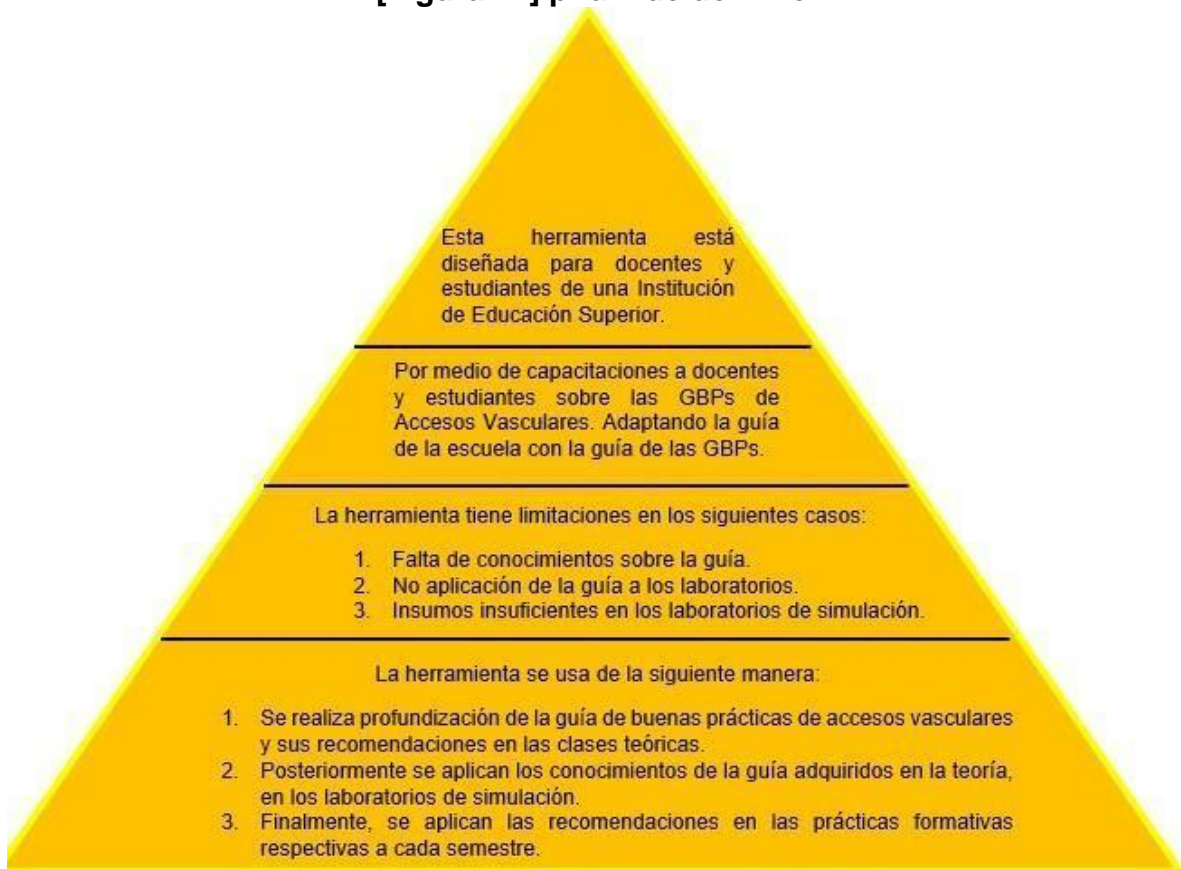 Esta herramienta está
diseñada para docentes y
estudiantes de una Institución
de Educación Superior.
Por medio de capacitaciones a docentes
y estudiantes sobre las GBPs de
Accesos Vasculares. Adaptando la guía
de la escuela con la guía de las GBPs.
La herramienta tiene limitaciones en los siguientes casos:
1. Falta de conocimientos sobre la guía.
2. No aplicación de la guía a los laboratorios.
3. Insumos insuficientes en los laboratorios de simulación.
La herramienta se usa de la siguiente manera:
1. Se realiza profundización de la guía de buenas prácticas de accesos vasculares
y sus recomendaciones en las clases teóricas.
2. Posteriormente se aplican los conocimientos de la guía adquiridos en la teoría,
en los laboratorios de simulación.
3. Finalmente, se aplican las recomendaciones en las prácticas formativas
respectivas a cada semestre.